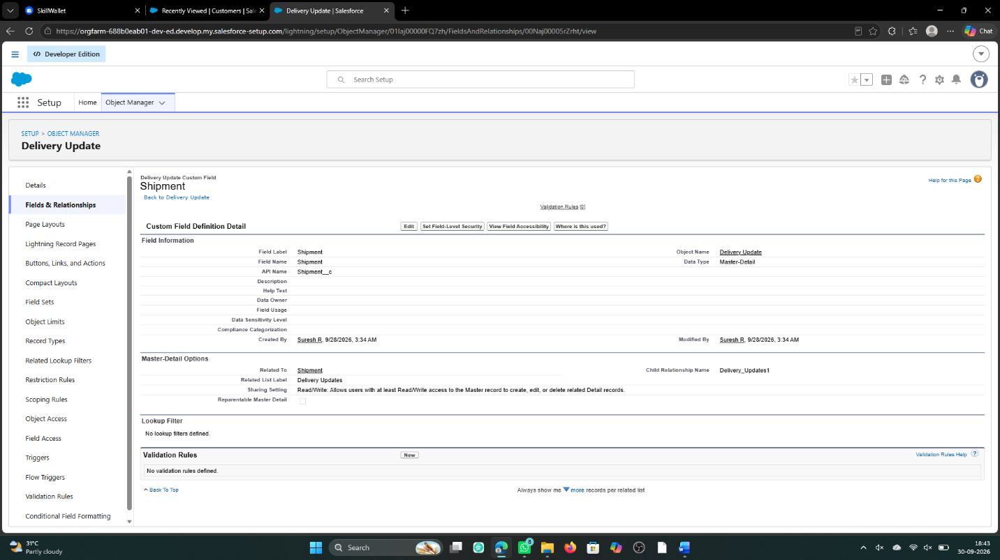 SkillWallet
Recently Viewed | Customers | Sale
Delivery Update | Salesforce
https://orgfarm-688b0eab01-dev-ed.develop.my.salesforce-setup.com/lightning/setup/ObjectManager/01Iaj00000FQ7zh/FieldsAndRelationships/00Naj00005rZrht/view
Chat
Developer Edition
Search Setup
Setup
Home
Object Manager
SETUP > OBJECT MANAGER
Delivery Update
Details
Fields & Relationships
Page Layouts
Lightning Record Pages
Buttons, Links, and Actions
Compact Layouts
Field Sets
Object Limits
Record Types
Related Lookup Filters
Restriction Rules
Scoping Rules
Object Access
Field Access
Triggers
Flow Triggers
Validation Rules
Conditional Field Formatting
Delivery Update Custom Field
Shipment
Back to Delivery Update
Help for this Page
Validation Rules [0]
Custom Field Definition Detail
Edit
Set Field-Level Security
View Field Accessibility
Where is this used?
Field Information
Field Label Shipment Object Name Delivery Update
Field Name Shipment Data Type Master-Detail
API Name Shipment__c
Description
Help Text
Data Owner
Field Usage
Data Sensitivity Level
Compliance Categorization
Created By Suresh R, 9/28/2026, 3:34 AM Modified By Suresh R, 9/28/2026, 3:34 AM
Master-Detail Options
Related To Shipment Child Relationship Name Delivery_Updates1
Related List Label Delivery Updates
Sharing Setting Read/Write: Allows users with at least Read/Write access to the Master record to create, edit, or delete related Detail records.
Reparentable Master Detail
Lookup Filter
No lookup filters defined.
Validation Rules
New
Validation Rules Help ?
No validation rules defined.
Back To Top
Always show me more records per related list
31°C
Partly cloudy
Search
8
18:43
30-09-2026